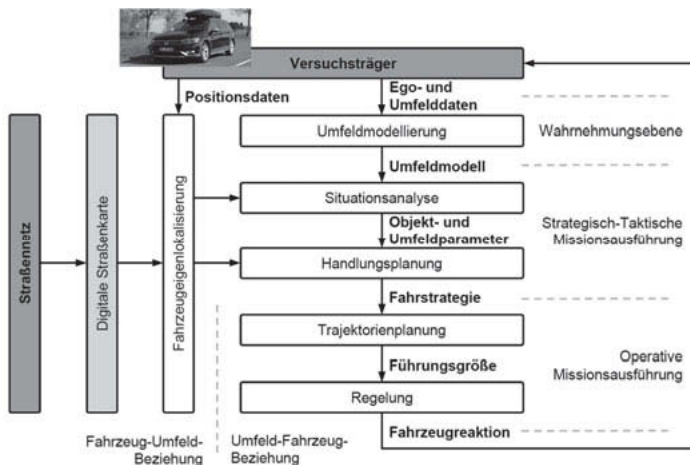 Versuchsträger
Positionsdaten
Ego- und
Umfelddaten
Umfeldmodellierung
Wahrnehmungsebene
Umfeldmodell
Situationsanalyse
Objekt- und
Umfeldparameter
Strategisch-Taktische
Missionsausführung
Handlungsplanung
Fahrstrategie
Trajektorienplanung
Führungsgröße
Operative
Missionsausführung
Regelung
Fahrzeugreaktion
Straßennetz
Digitale Straßenkarte
Fahrzeugeigenlokalisierung
Fahrzeug-Umfeld-
Beziehung
Umfeld-Fahrzeug-
Beziehung